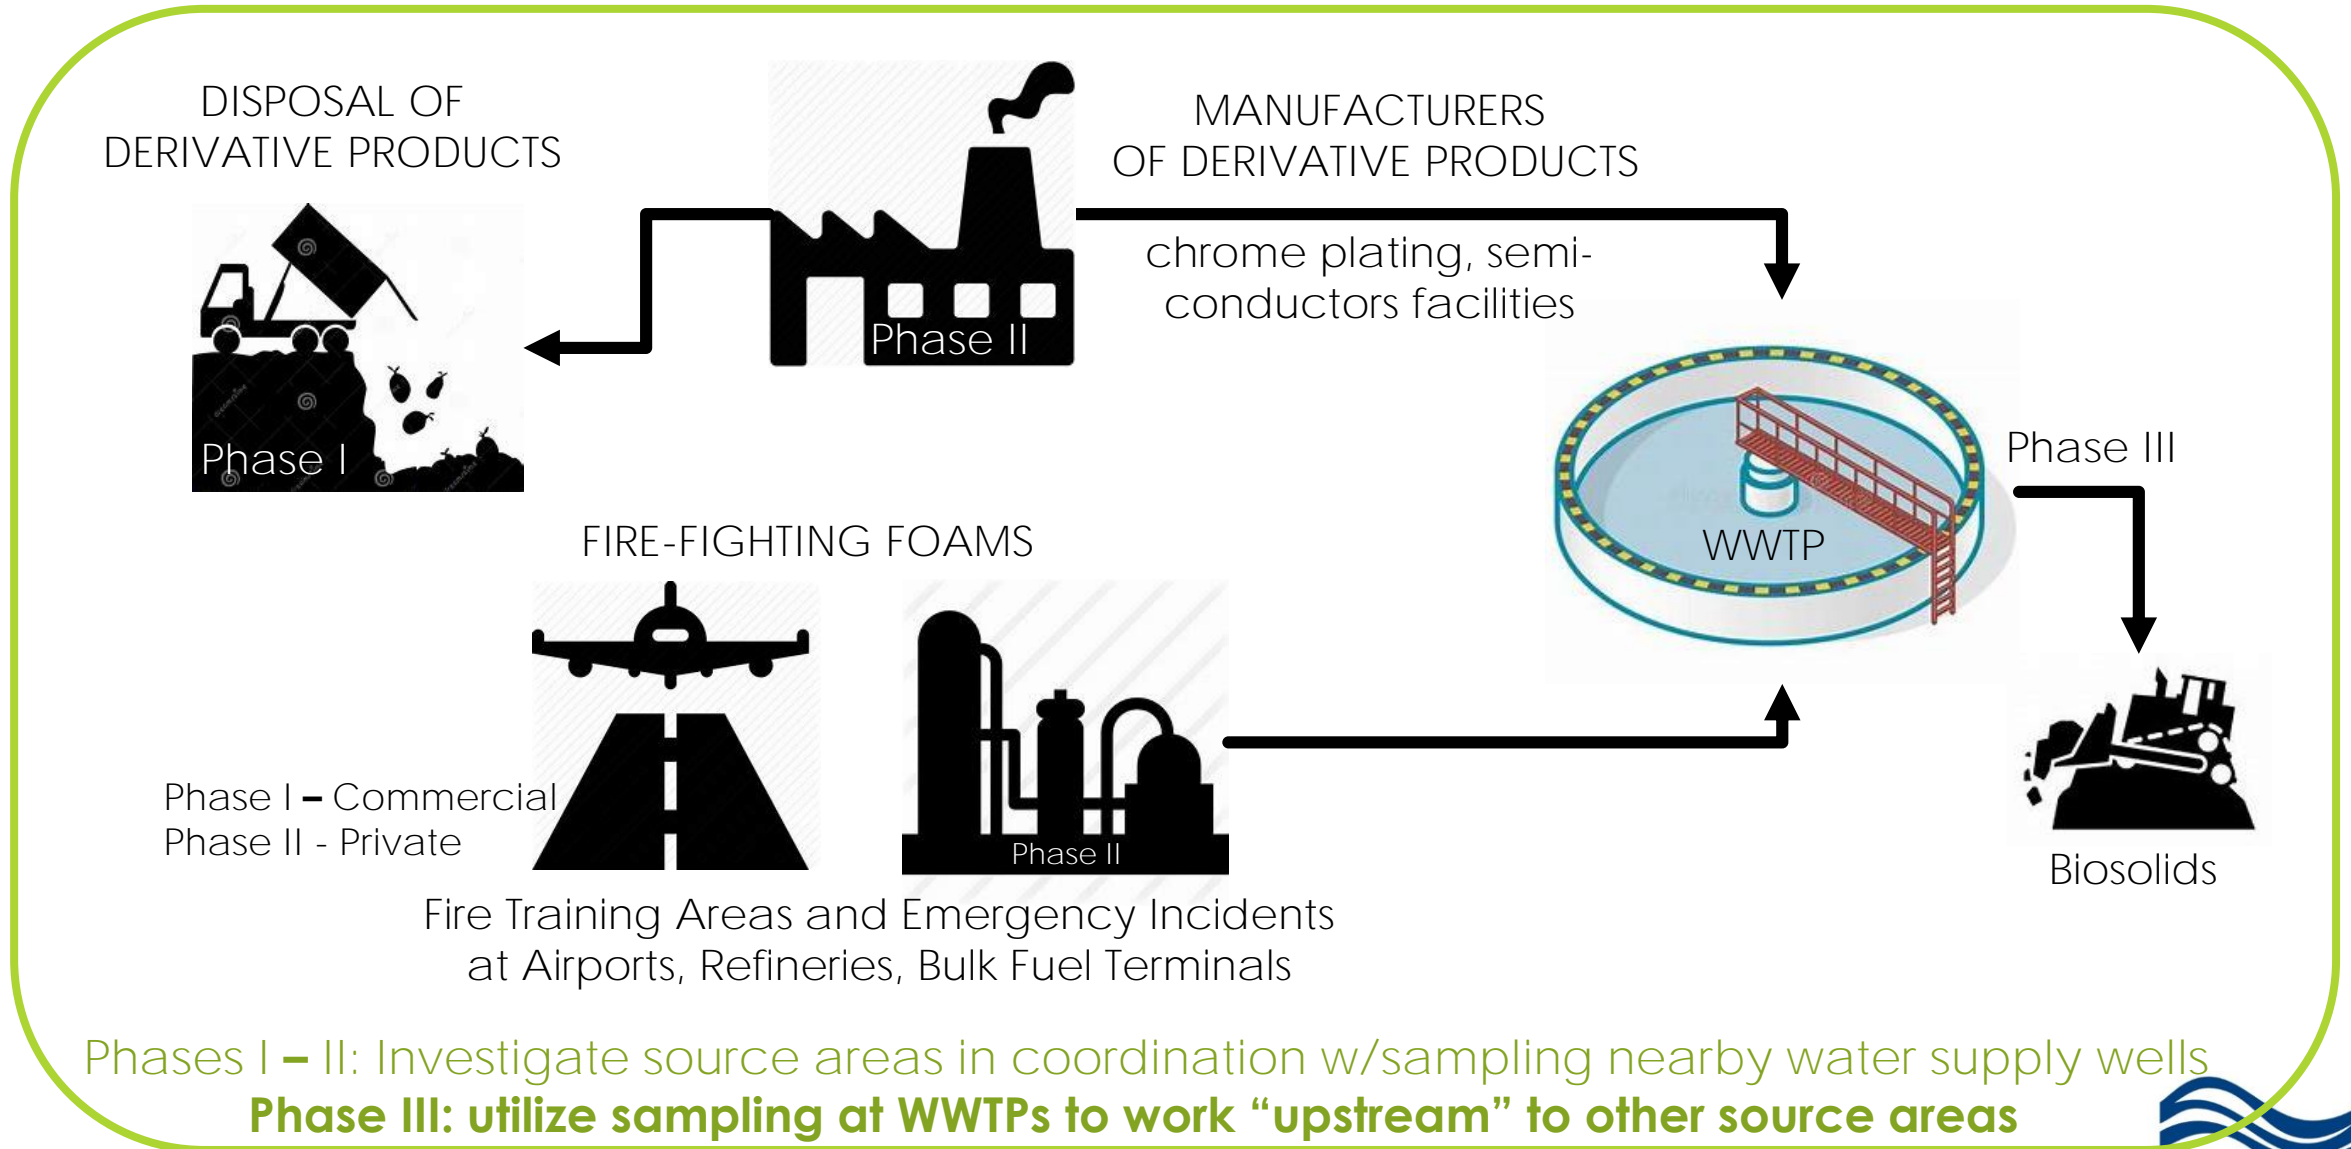 DISPOSAL OF
DERIVATIVE PRODUCTS
MANUFACTURERS
OF DERIVATIVE PRODUCTS
chrome plating, semi-
conductors facilities
Phase II
Phase I
Phase III
WWTP
FIRE-FIGHTING FOAMS
Phase I – Commercial
Phase II - Private
Phase II
Biosolids
Fire Training Areas and Emergency Incidents
at Airports, Refineries, Bulk Fuel Terminals
Phases I – II: Investigate source areas in coordination w/sampling nearby water supply wells
Phase III: utilize sampling at WWTPs to work “upstream” to other source areas